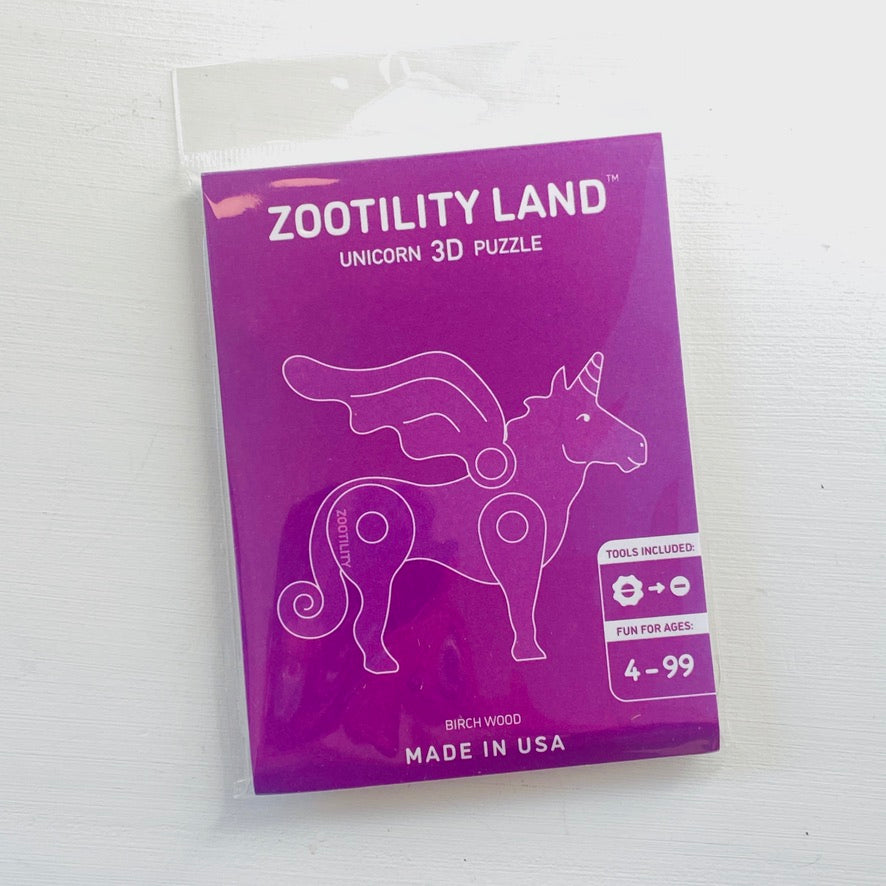 ZOOTILITY LAND™
UNICORN 3D PUZZLE
ZOOTILITY
TOOLS INCLUDED:
FUN FOR AGES:
4-99
BIRCH WOOD
MADE IN USA